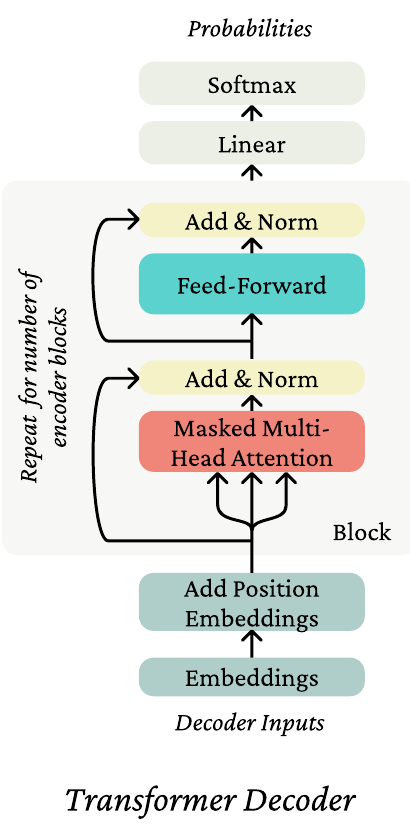 Probabilities
Softmax
Linear
Add & Norm
Feed-Forward
Repeat for number of
encoder blocks
Add & Norm
Masked Multi-
Head Attention
Block
Add Position
Embeddings
Embeddings
Decoder Inputs
Transformer Decoder